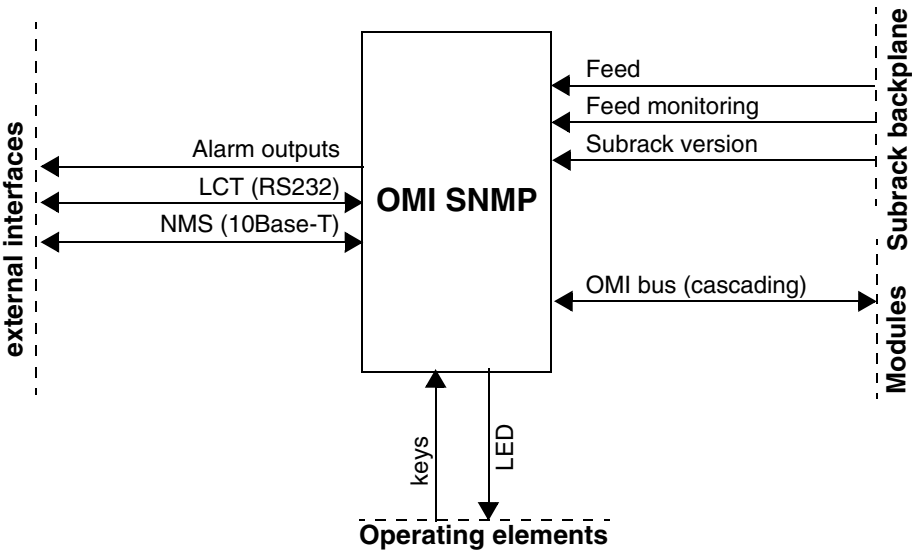 external interfaces
Alarm outputs
LCT (RS232)
NMS (10Base-T)
OMI SNMP
Feed
Feed monitoring
Subrack version
OMI bus (cascading)
Subrack backplane
Modules
keys
LED
Operating elements